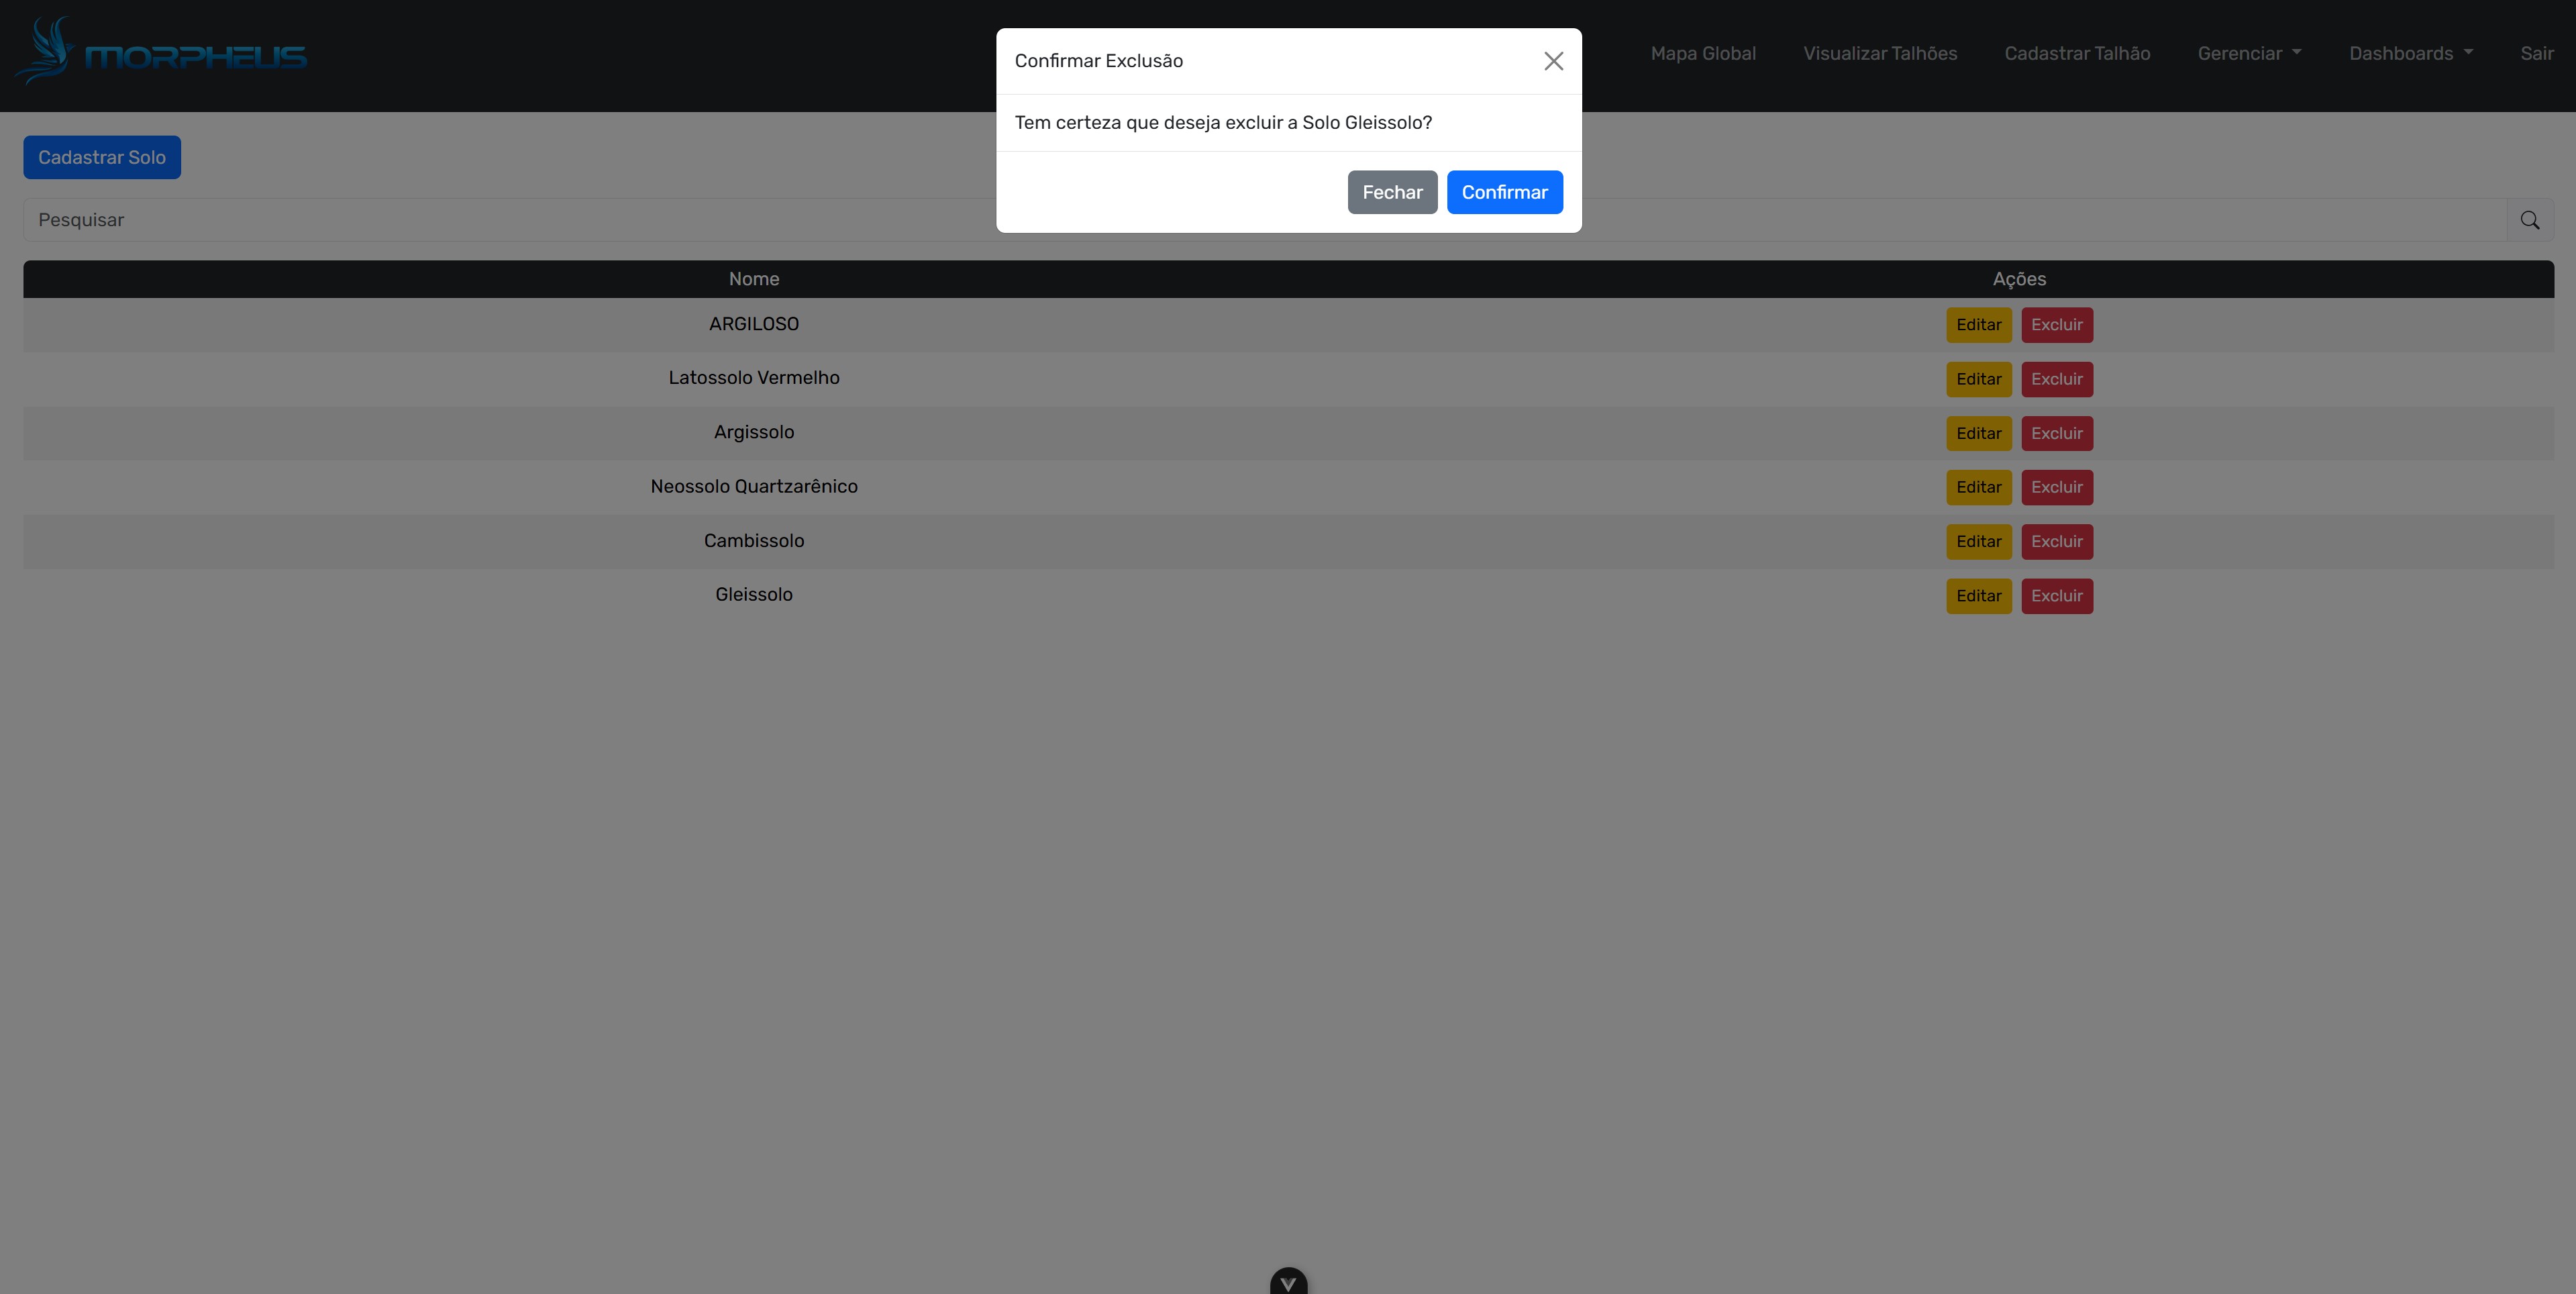 MORPHEUS
Mapa Global Visualizar Talhões Cadastrar Talhão Gerenciar Dashboards Sair
Confirmar Exclusão
Tem certeza que deseja excluir a Solo Gleissolo?
Fechar Confirmar
Cadastrar Solo
Pesquisar
Nome Ações
ARGILOSO Editar Excluir
Latossolo Vermelho Editar Excluir
Argissolo Editar Excluir
Neossolo Quartzarênico Editar Excluir
Cambissolo Editar Excluir
Gleissolo Editar Excluir